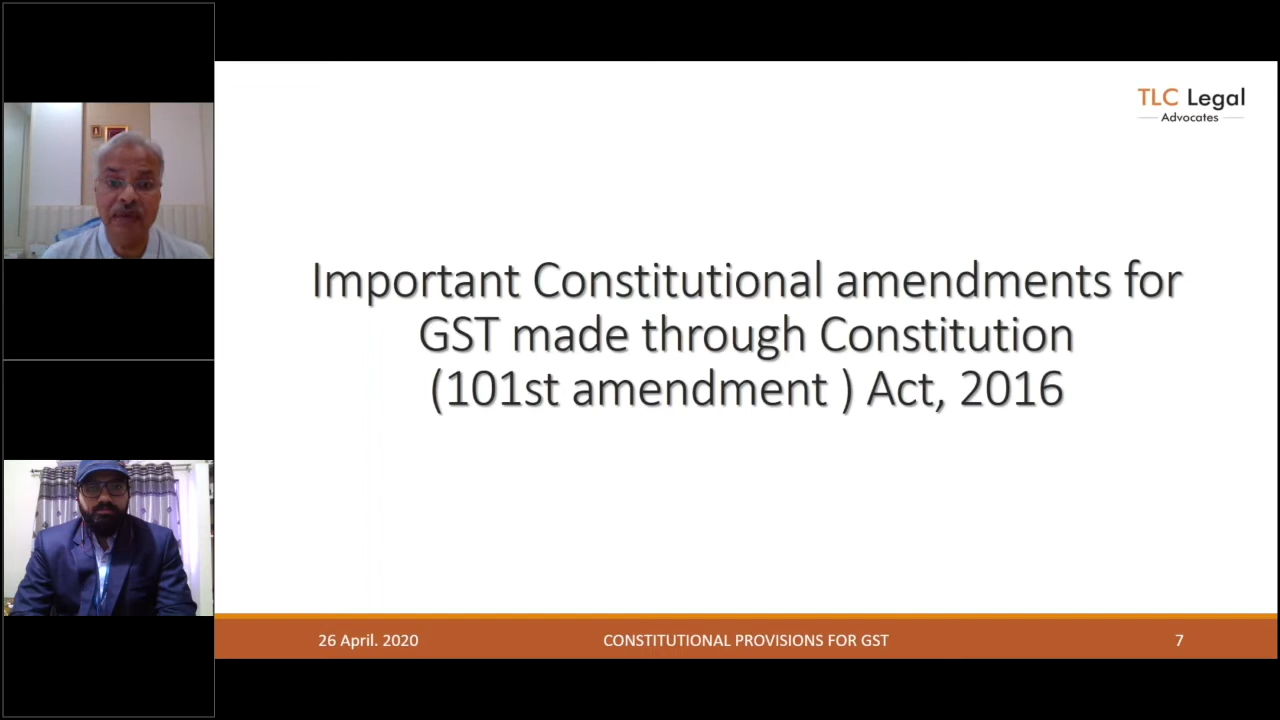 TLC Legal
Advocates
Important Constitutional amendments for
GST made through Constitution
(101st amendment ) Act, 2016
26 April. 2020 CONSTITUTIONAL PROVISIONS FOR GST 7